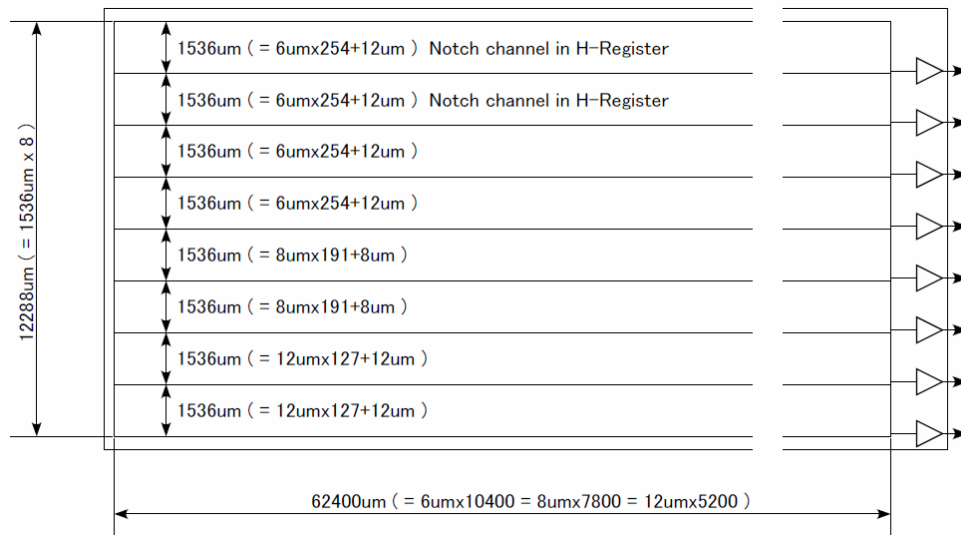 1536um ( = 6umx254+12um ) Notch channel in H-Register
1536um ( = 6umx254+12um ) Notch channel in H-Register
1536um ( = 6umx254+12um )
1536um ( = 6umx254+12um )
1536um ( = 8umx191+8um )
1536um ( = 8umx191+8um )
1536um ( = 12umx127+12um )
1536um ( = 12umx127+12um )
12288um ( = 1536um x 8 )
62400um ( = 6umx10400 = 8umx7800 = 12umx5200 )